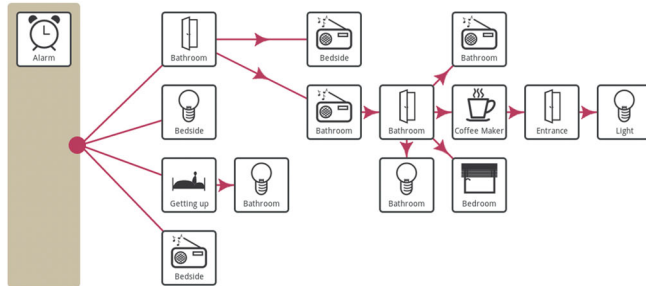 Alarm
Bathroom
Bedside
Bathroom
Bedside
Bathroom
Bathroom
Coffee Maker
Entrance
Light
Getting up
Bathroom
Bathroom
Bedroom
Bedside